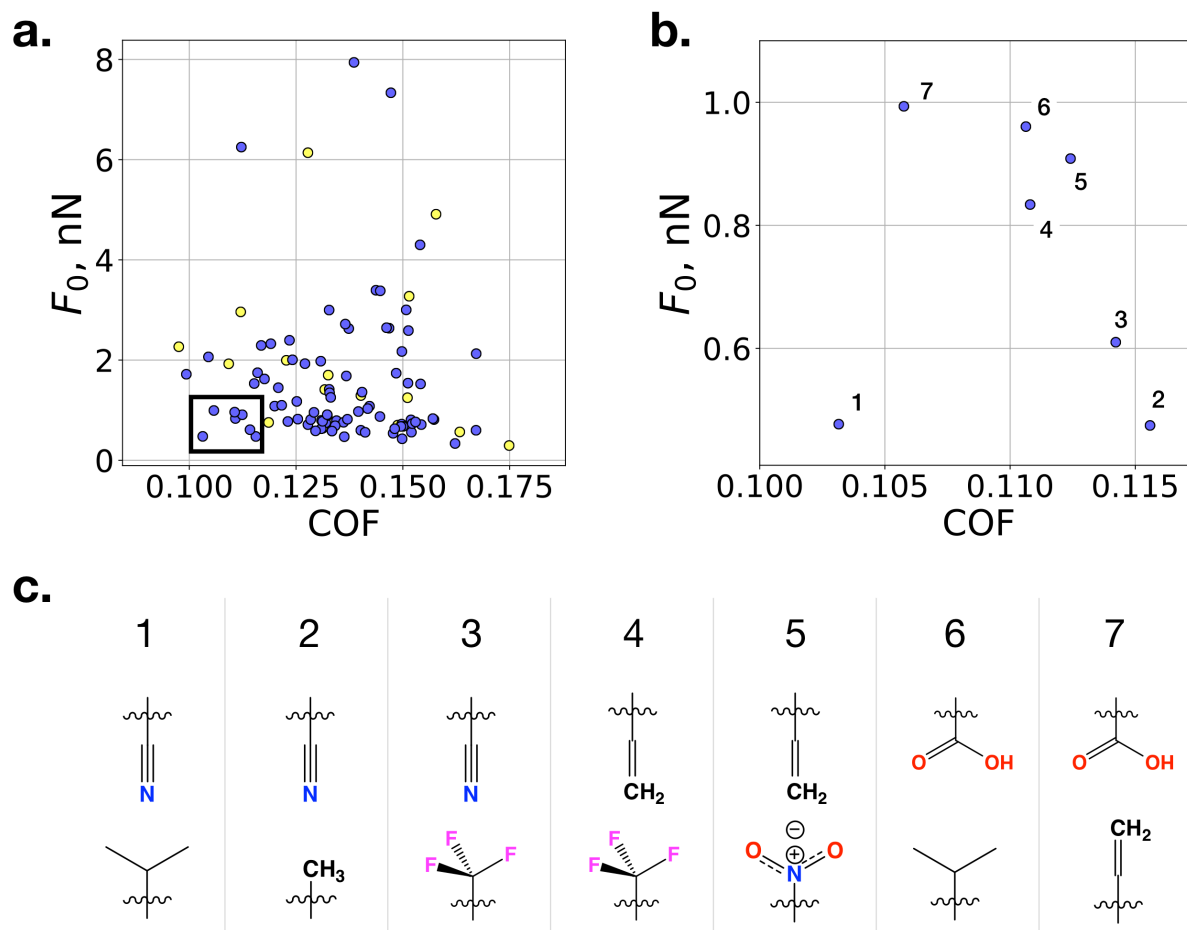 a.
b.
8
6
4
2
0
F0, nN
0.100 0.125 0.150 0.175
COF
1.0
0.8
0.6
F0, nN
7
6
5
4
3
1
2
0.100 0.105 0.110 0.115
COF
c.
1 2 3 4 5 6 7
O OH O OH
N N N CH2 CH2
CH3 F F F F F F − + O O N CH2